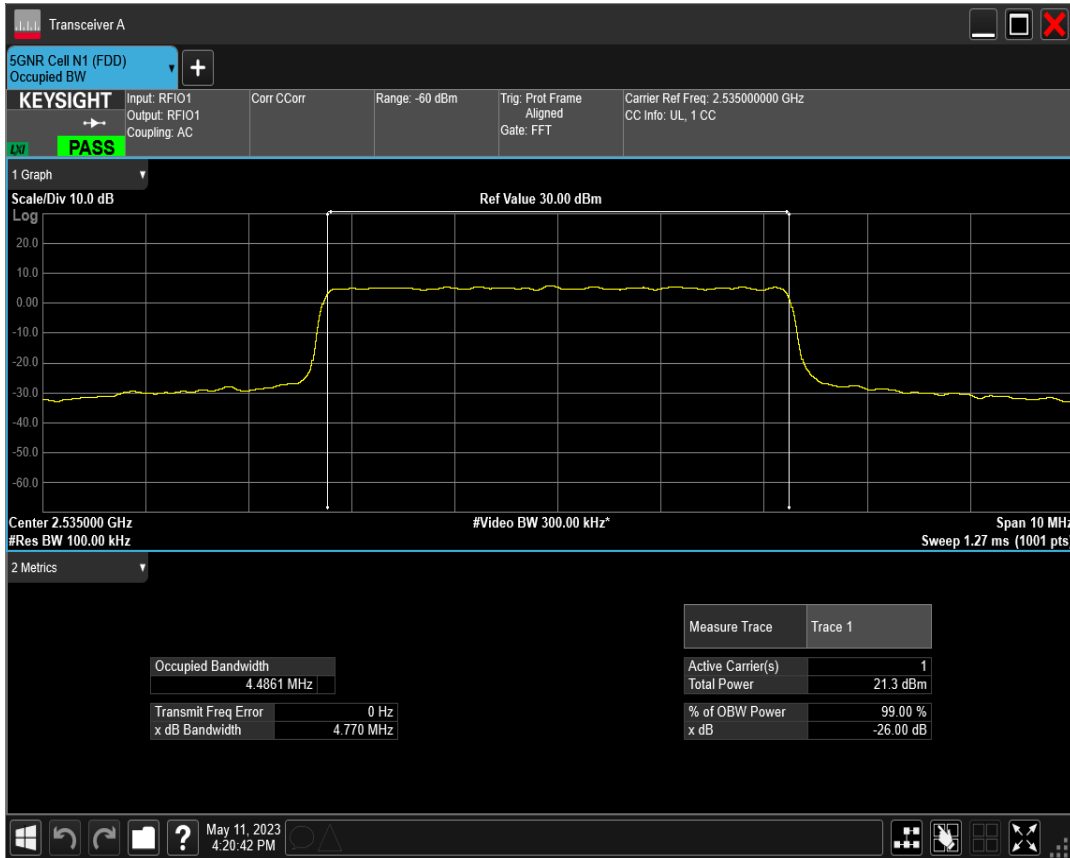 Transceiver A
5GNR Cell N1 (FDD)
Occupied BW
+
KEYSIGHT
Input: RFIO1
Output: RFIO1
Coupling: AC
Corr CCorr
Range: -60 dBm
Trig: Prot Frame
Aligned
Gate: FFT
Carrier Ref Freq: 2.535000000 GHz
CC Info: UL, 1 CC
LXI
PASS
1 Graph
Scale/Div 10.0 dB
Ref Value 30.00 dBm
Log
20.0
10.0
0.00
-10.0
-20.0
-30.0
-40.0
-50.0
-60.0
Center 2.535000 GHz
#Video BW 300.00 kHz*
Span 10 MHz
#Res BW 100.00 kHz
Sweep 1.27 ms (1001 pts)
2 Metrics
Measure Trace Trace 1
Occupied Bandwidth
4.4861 MHz
Active Carrier(s) 1
Total Power 21.3 dBm
Transmit Freq Error 0 Hz
x dB Bandwidth 4.770 MHz
% of OBW Power 99.00 %
x dB -26.00 dB
?
May 11, 2023
4:20:42 PM